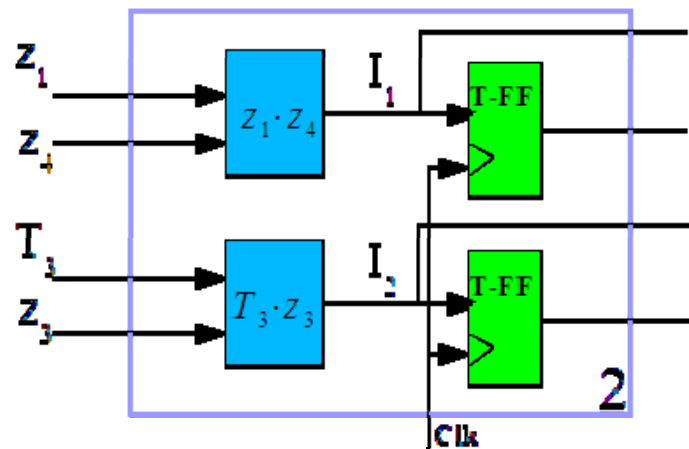 z₁
z₄
z₁·z₄
I₁
T-FF
T₃
z₃
T₃·z₃
I₂
T-FF
2
Clk